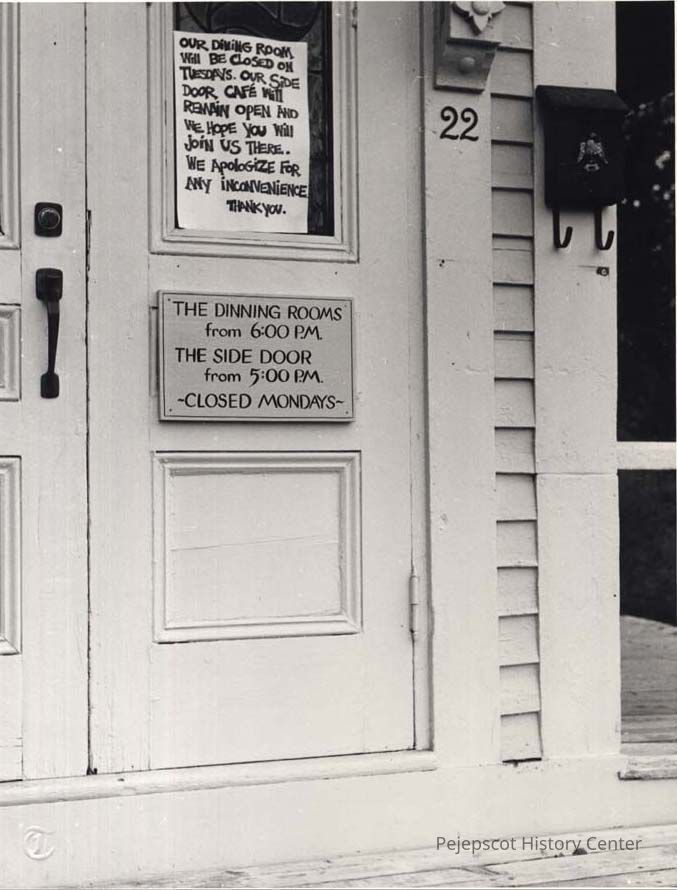 OUR DINING ROOM
Will BE CLOSED ON
TUESDAYS. OUR SiDE
DOOR CAFÉ Will
REMAIN OPEN AND
WE HOPE YOU Will
JOIN US THERE..
WE APOLOGIZE FOR
ANY INCONVENIENCE
THANK YOU.
22
THE DINNING ROOMS
from 6:00 P.M.
THE SIDE DOOR
from 5:00 P.M.
~CLOSED MONDAYS~
Pejepscot History Center